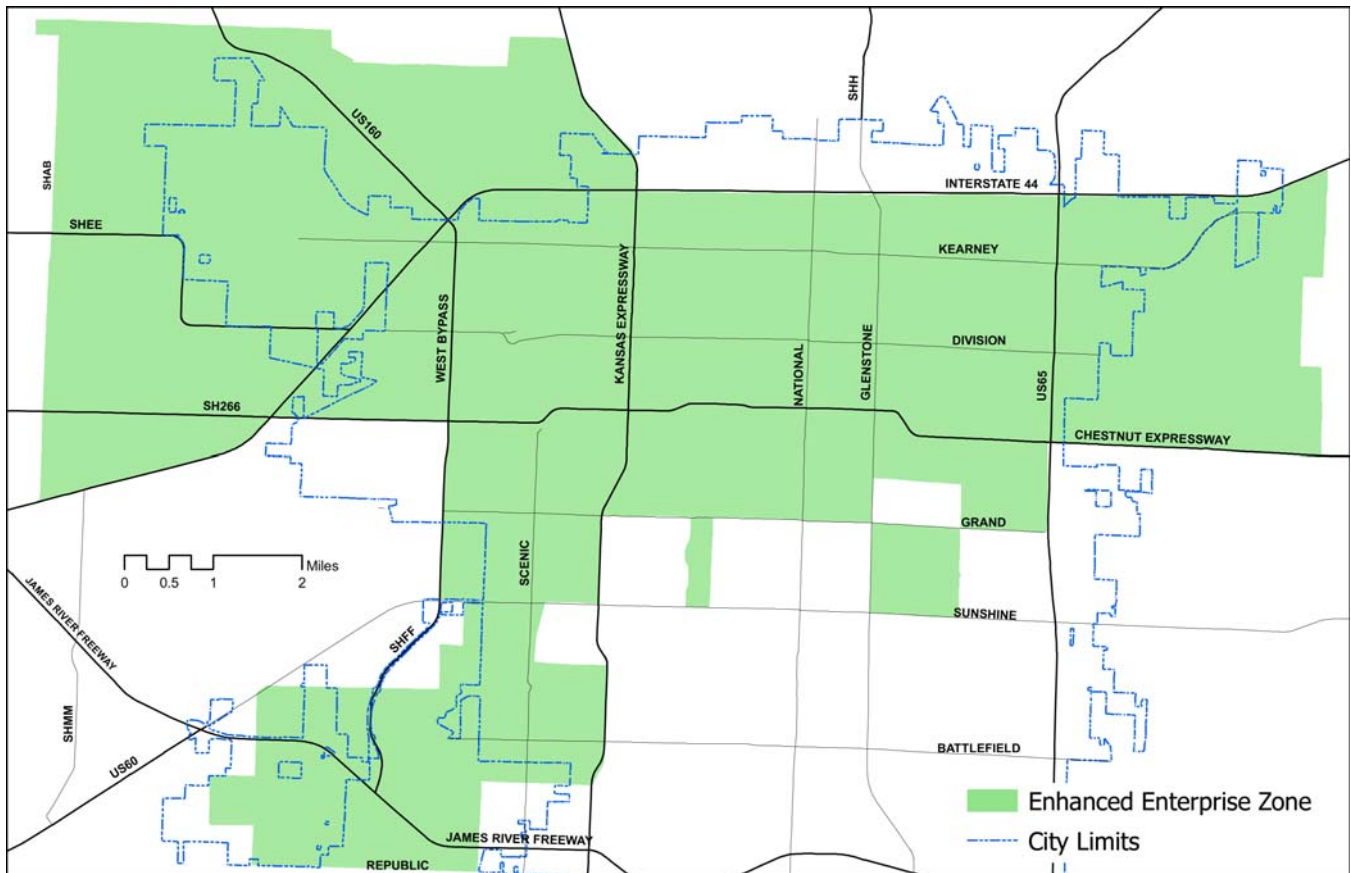 SHH
US160
SHAB
INTERSTATE 44
SHEE
KEARNEY
WEST BYPASS
KANSAS EXPRESSWAY
NATIONAL
GLENSTONE
DIVISION
US65
SH266
CHESTNUT EXPRESSWAY
GRAND
SCENIC
Miles
0 0.5 1 2
JAMES RIVER FREEWAY
SUNSHINE
SHFF
SHMM
US60
BATTLEFIELD
Enhanced Enterprise Zone
City Limits
JAMES RIVER FREEWAY
REPUBLIC